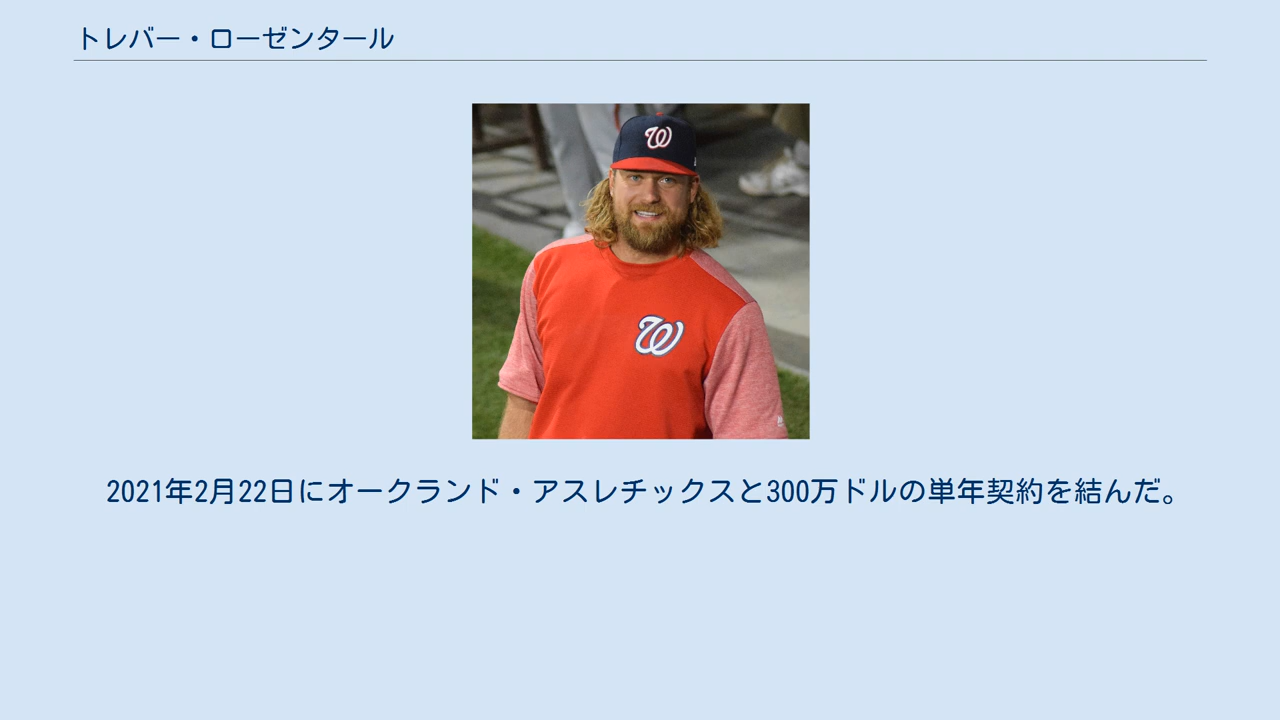 トレバー・ローゼンタール
W
W
2021年2月22日にオークランド・アスレチックスと300万ドルの単年契約を結んだ。